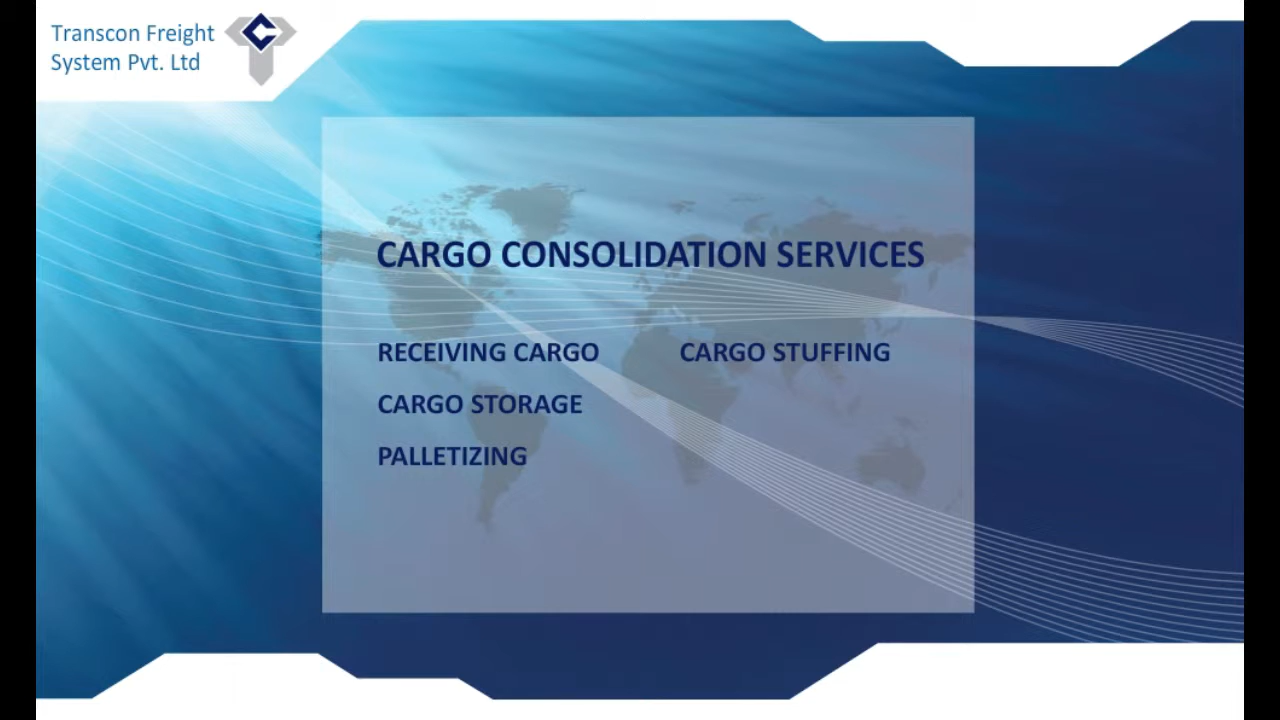 Transcon Freight
System Pvt. Ltd
CARGO CONSOLIDATION SERVICES
RECEIVING CARGO
CARGO STORAGE
PALLETIZING
CARGO STUFFING